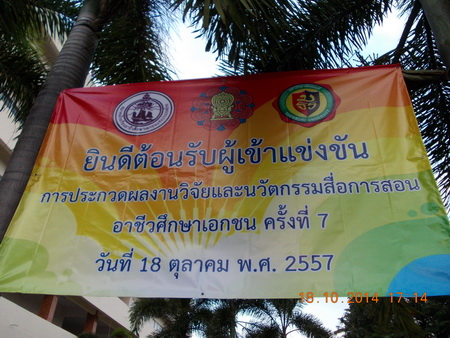 ยินดีต้อนรับผู้เข้าแข่งขัน
การประกวดผลงานวิจัยและนวัตกรรมสื่อการสอน
อาชีวศึกษาเอกชน ครั้งที่ 7
วันที่ 18 ตุลาคม พ.ศ. 2557
18.10.2014 17:14